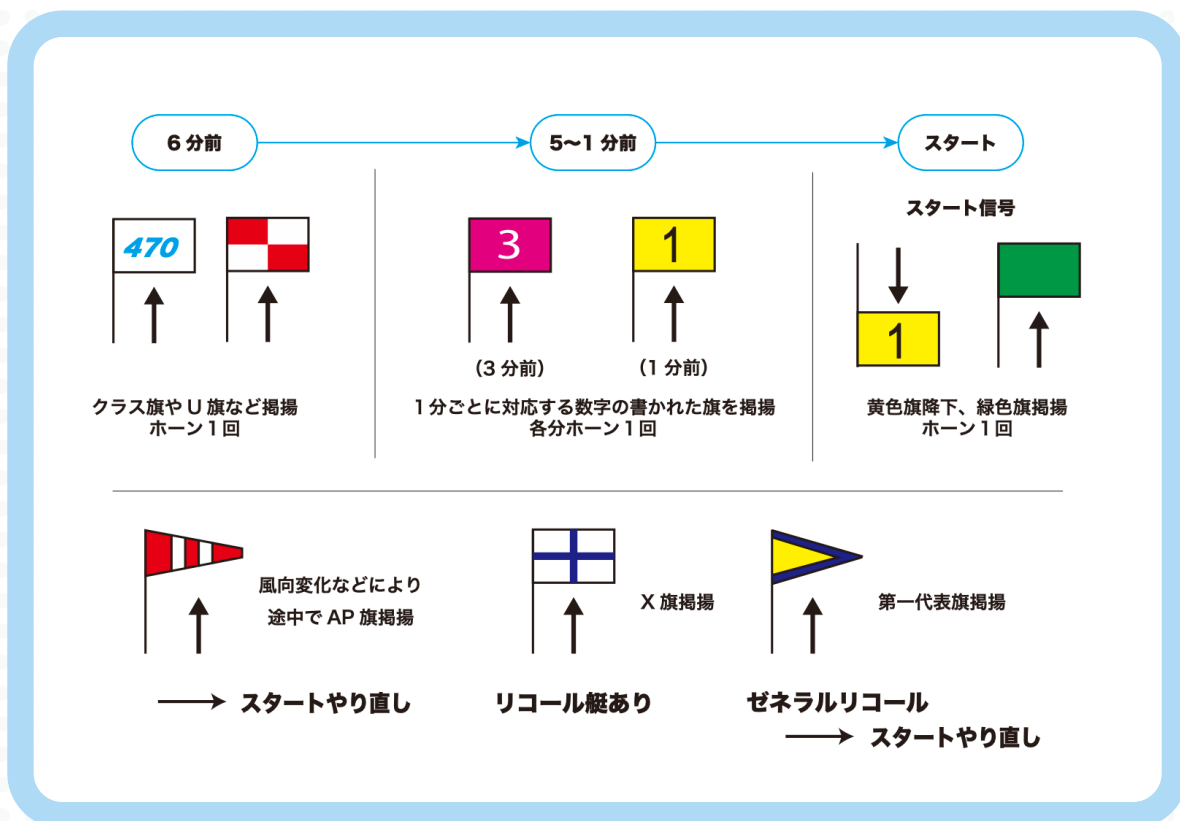 6分前
5〜1分前
スタート
470
クラス旗やU旗など掲揚
ホーン1回
3
1
(3分前)
(1分前)
1分ごとに対応する数字の書かれた旗を掲揚
各分ホーン1回
スタート信号
1
黄色旗降下、緑色旗掲揚
ホーン1回
風向変化などにより
途中でAP旗掲揚
スタートやり直し
X旗掲揚
リコール艇あり
第一代表旗掲揚
ゼネラルリコール
スタートやり直し